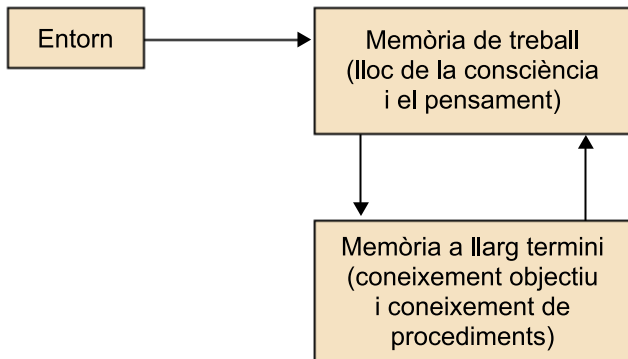 Entorn
Memòria de treball
(lloc de la consciència
i el pensament)
Memòria a llarg termini
(coneixement objectiu
i coneixement de
procediments)